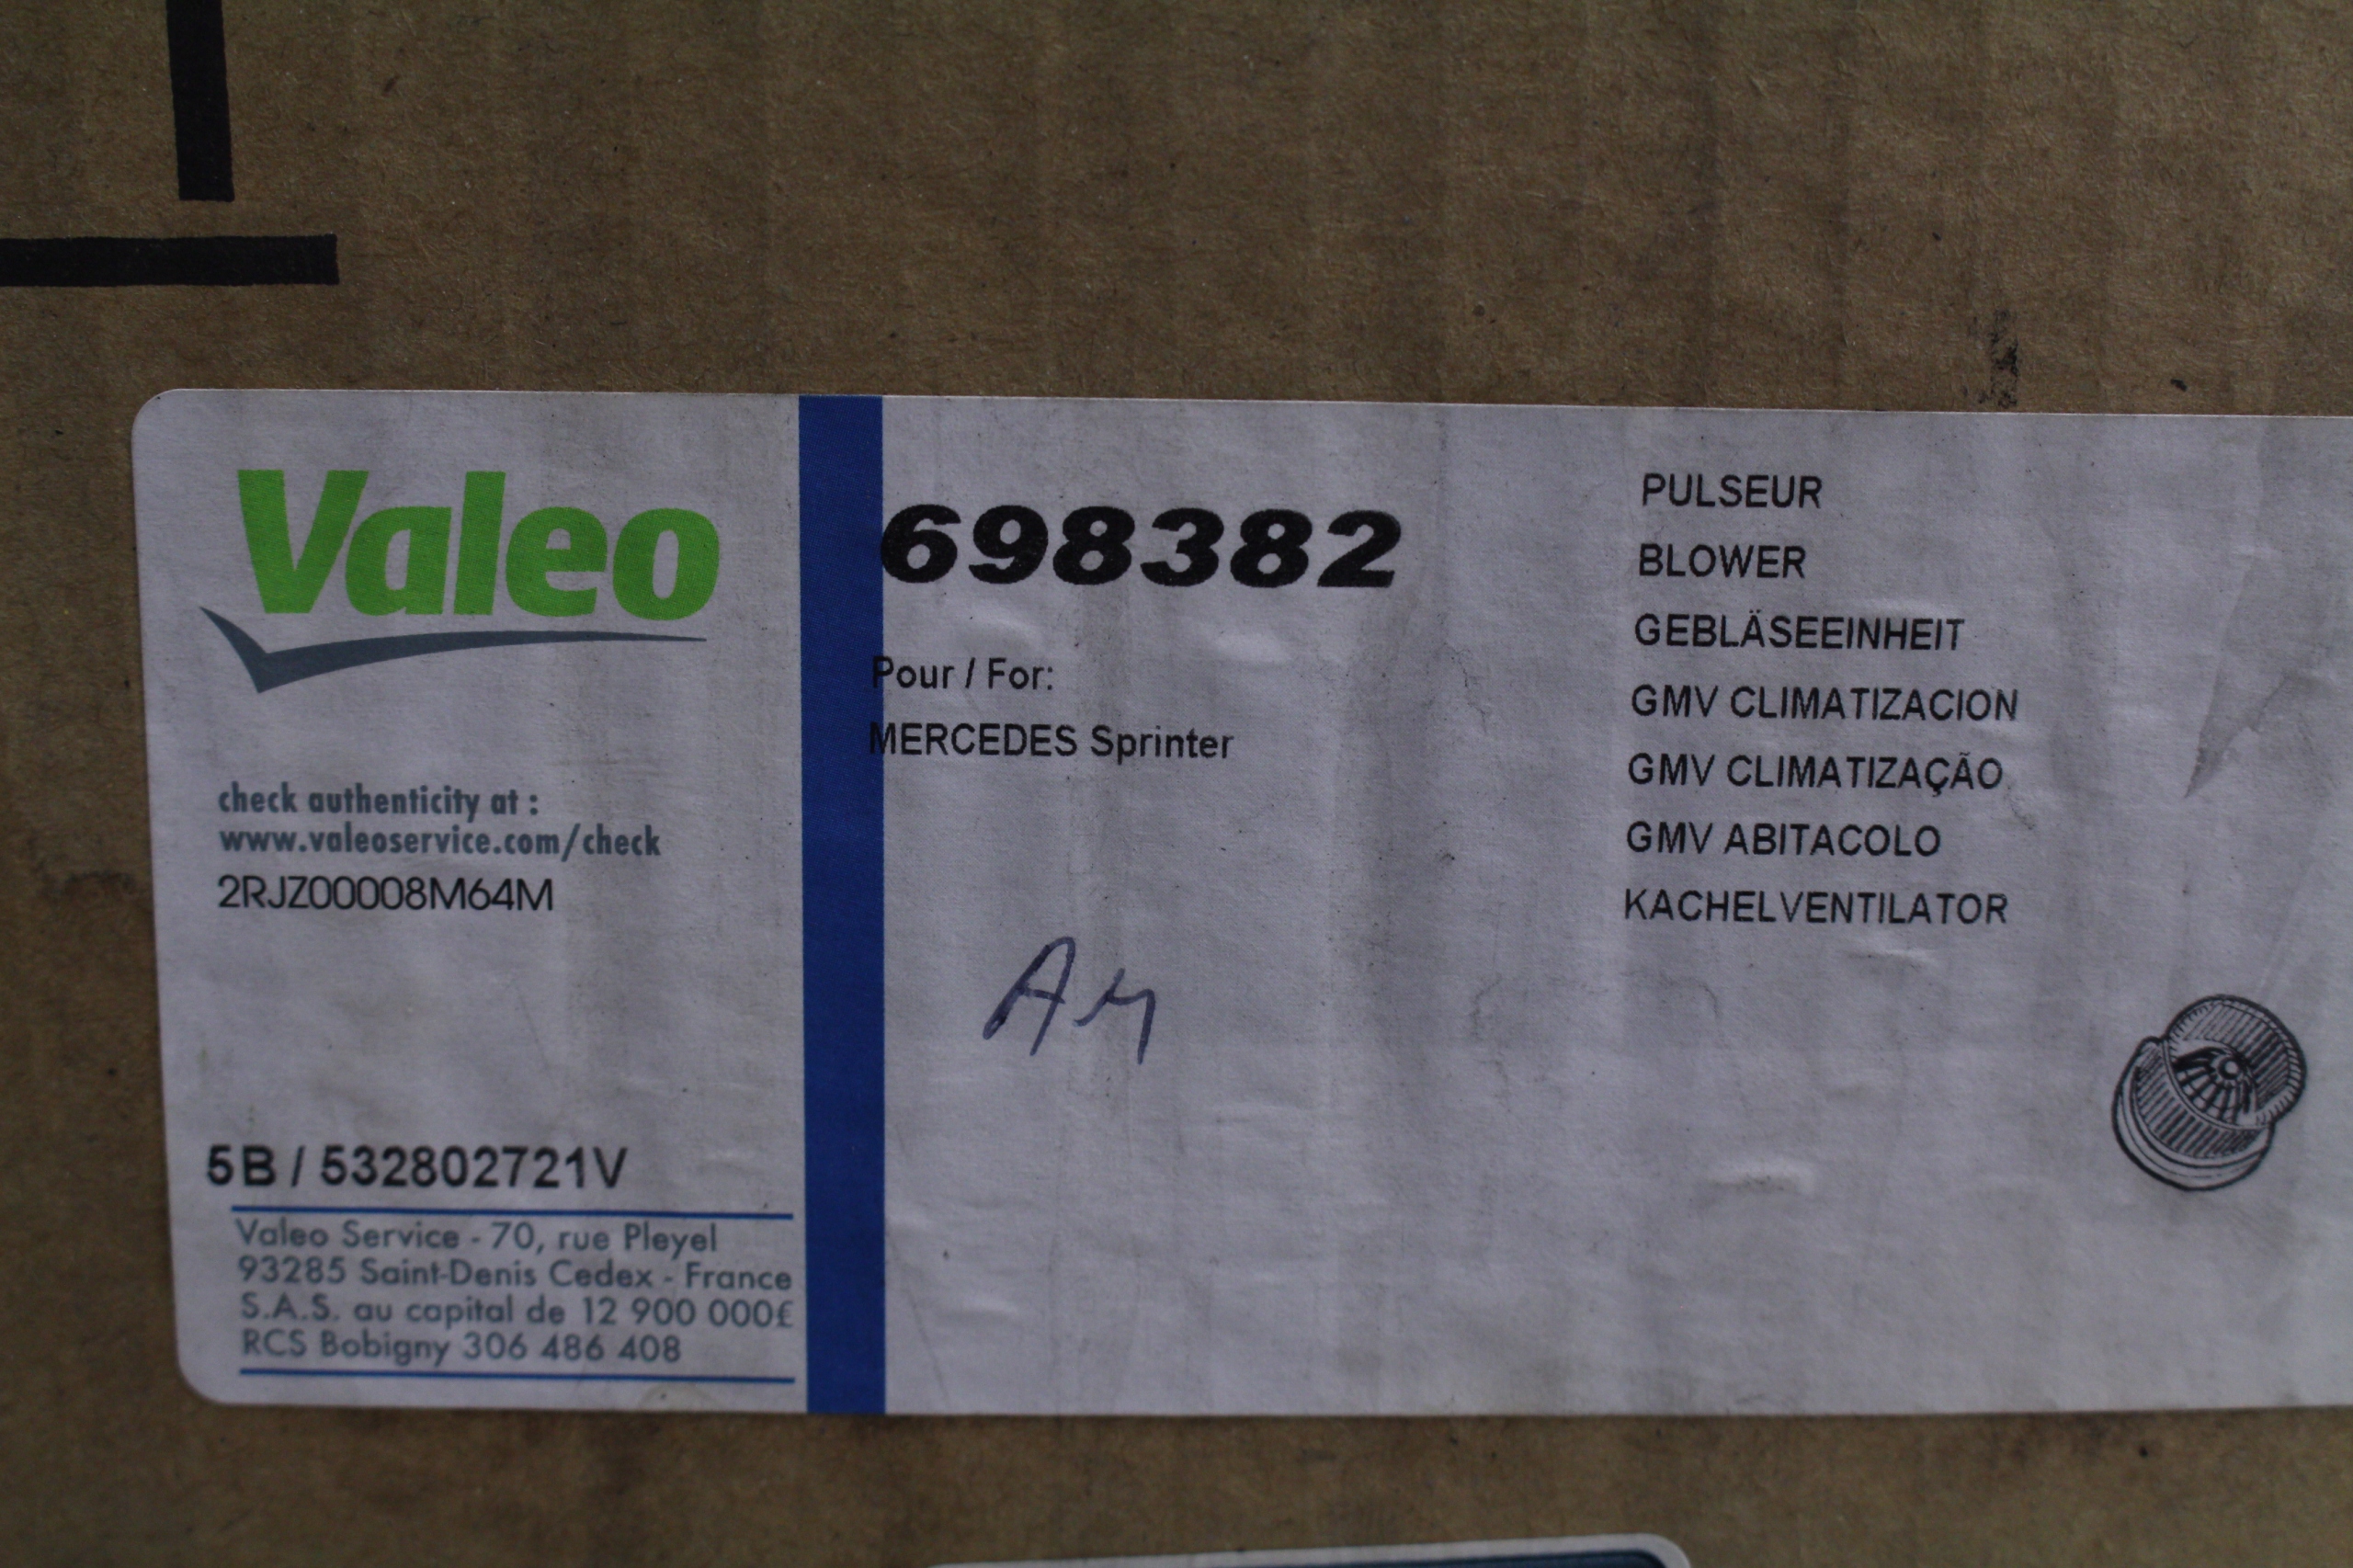 Valeo
check authenticity at :
www.valeoservice.com/check
2RJZ00008M64M
5B / 532802721V
Valeo Service - 70, rue Pleyel
93285 Saint-Denis Cedex - France
S.A.S. au capital de 12 900 000€
RCS Bobigny 306 486 408
698382
Pour / For:
MERCEDES Sprinter
PULSEUR
BLOWER
GEBLÄSEEINHEIT
GMV CLIMATIZACION
GMV CLIMATIZAÇÃO
GMV ABITACOLO
KACHELVENTILATOR